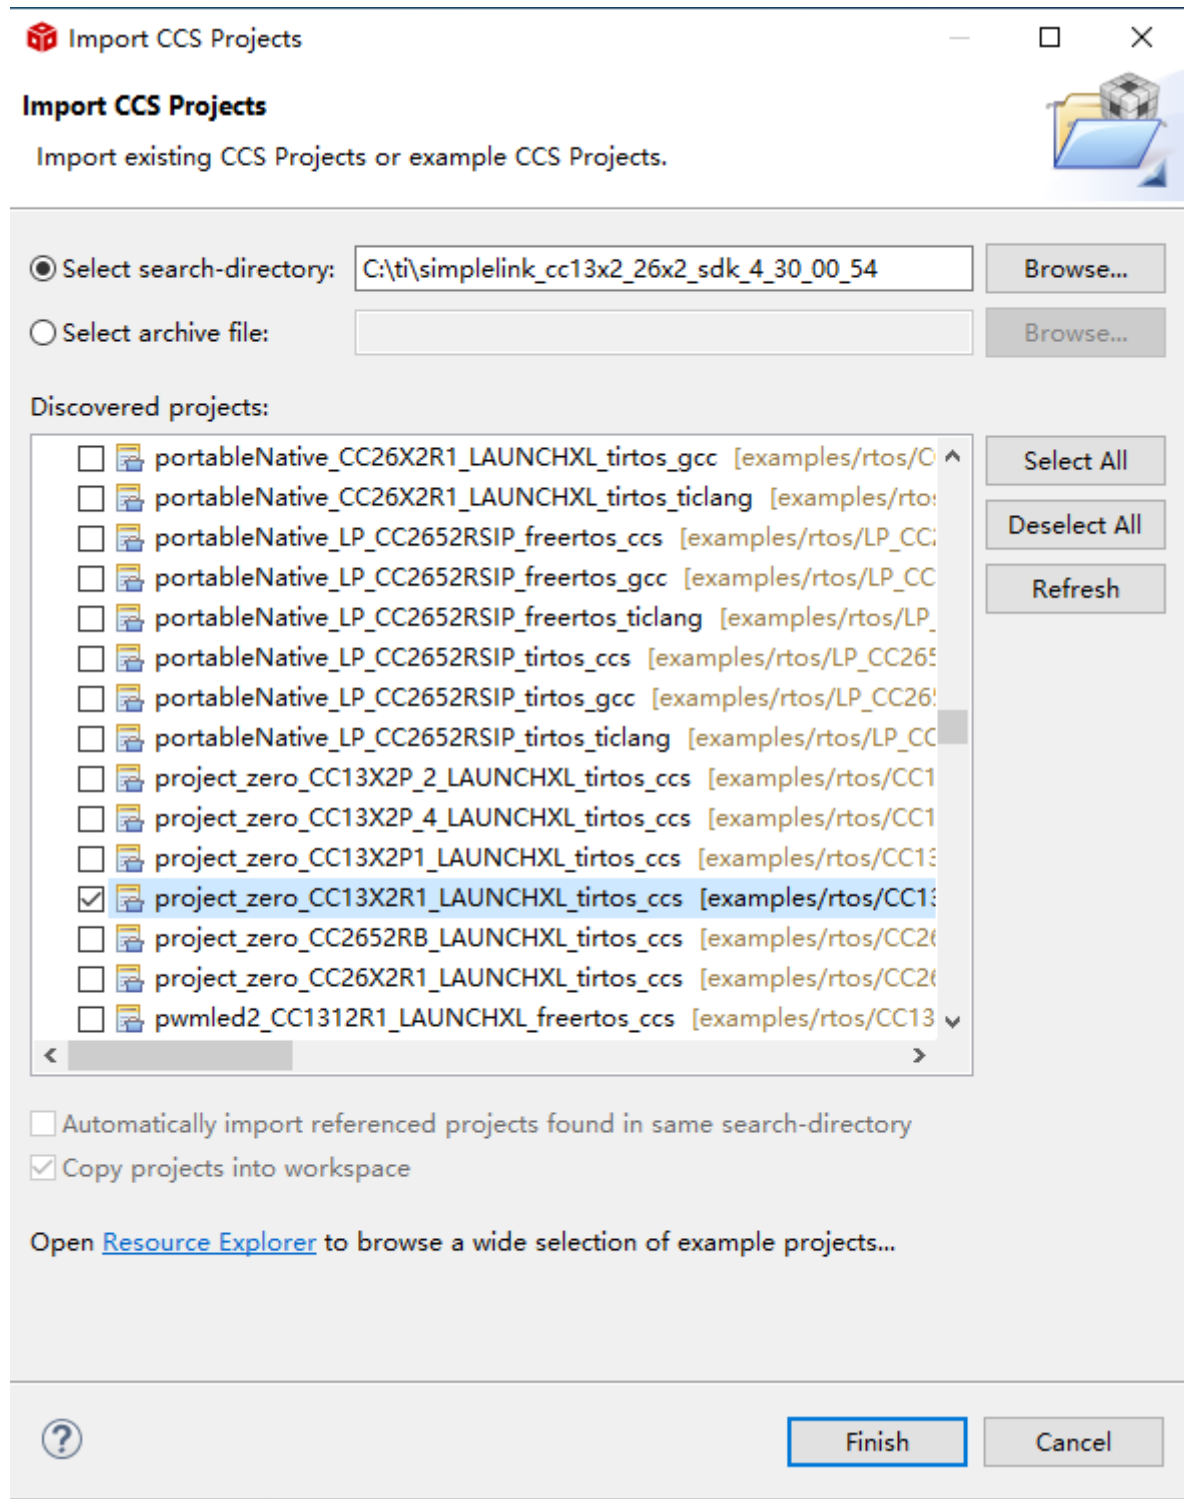 Import CCS Projects
Import CCS Projects
Import existing CCS Projects or example CCS Projects.
Select search-directory: C:\ti\simplelink_cc13x2_26x2_sdk_4_30_00_54 Browse...
Select archive file: Browse...
Discovered projects:
portableNative_CC26X2R1_LAUNCHXL_tirtos_gcc [examples/rtos/C Select All
portableNative_CC26X2R1_LAUNCHXL_tirtos_ticlang [examples/rtos
portableNative_LP_CC2652RSIP_freertos_ccs [examples/rtos/LP_CC2 Deselect All
portableNative_LP_CC2652RSIP_freertos_gcc [examples/rtos/LP_CC Refresh
portableNative_LP_CC2652RSIP_freertos_ticlang [examples/rtos/LP_
portableNative_LP_CC2652RSIP_tirtos_ccs [examples/rtos/LP_CC265
portableNative_LP_CC2652RSIP_tirtos_gcc [examples/rtos/LP_CC265
portableNative_LP_CC2652RSIP_tirtos_ticlang [examples/rtos/LP_CC
project_zero_CC13X2P_2_LAUNCHXL_tirtos_ccs [examples/rtos/CC1
project_zero_CC13X2P_4_LAUNCHXL_tirtos_ccs [examples/rtos/CC1
project_zero_CC13X2P1_LAUNCHXL_tirtos_ccs [examples/rtos/CC13
project_zero_CC13X2R1_LAUNCHXL_tirtos_ccs [examples/rtos/CC13
project_zero_CC2652RB_LAUNCHXL_tirtos_ccs [examples/rtos/CC26
project_zero_CC26X2R1_LAUNCHXL_tirtos_ccs [examples/rtos/CC26
pwmled2_CC1312R1_LAUNCHXL_freertos_ccs [examples/rtos/CC13
Automatically import referenced projects found in same search-directory
Copy projects into workspace
Open Resource Explorer to browse a wide selection of example projects...
Finish Cancel